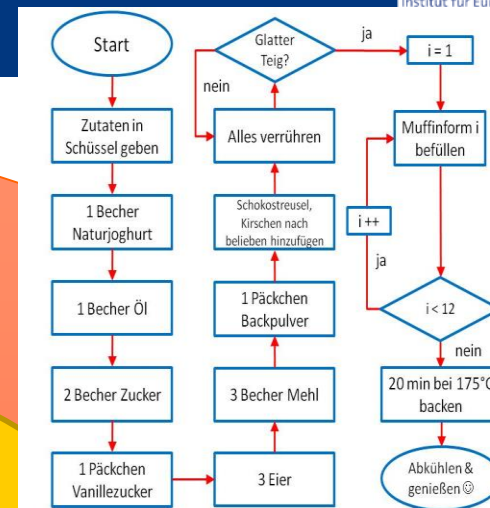 Institut für Eu
Start
Zutaten in
Schüssel geben
1 Becher
Naturjoghurt
1 Becher Öl
2 Becher Zucker
1 Päckchen
Vanillezucker
3 Eier
3 Becher Mehl
1 Päckchen
Backpulver
Schokostreusel,
Kirschen nach
belieben hinzufügen
Alles verrühren
Glatter
Teig?
nein
ja
i = 1
Muffinform i
befüllen
i < 12
ja
i ++
nein
20 min bei 175°C
backen
Abkühlen &
genießen ☺